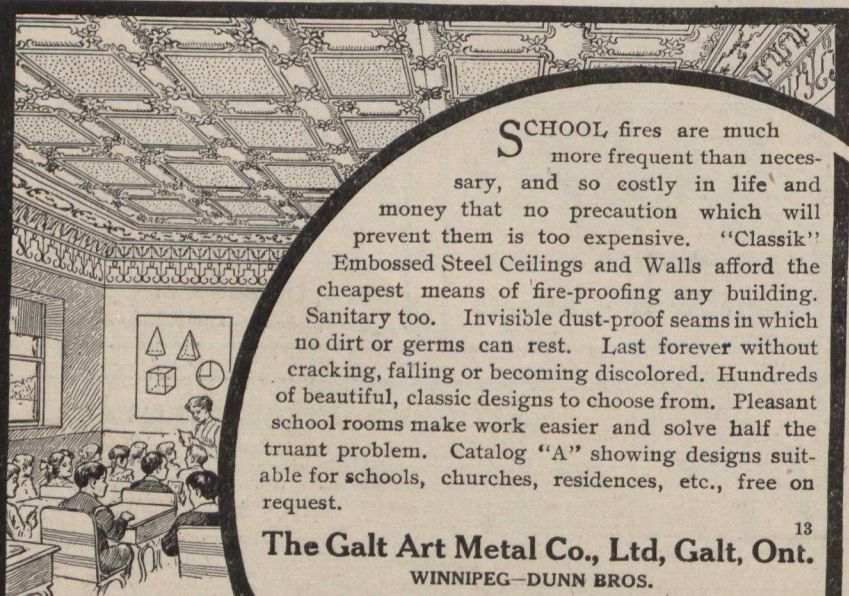 SCHOOL fires are much
more frequent than neces-
sary, and so costly in life and
money that no precaution which will
prevent them is too expensive. "Classik"
Embossed Steel Ceilings and Walls afford the
cheapest means of fire-proofing any building.
Sanitary too. Invisible dust-proof seams in which
no dirt or germs can rest. Last forever without
cracking, falling or becoming discolored. Hundreds
of beautiful, classic designs to choose from. Pleasant
school rooms make work easier and solve half the
truant problem. Catalog "A" showing designs suit-
able for schools, churches, residences, etc., free on
request.
13
The Galt Art Metal Co., Ltd, Galt, Ont.
WINNIPEG—DUNN BROS.